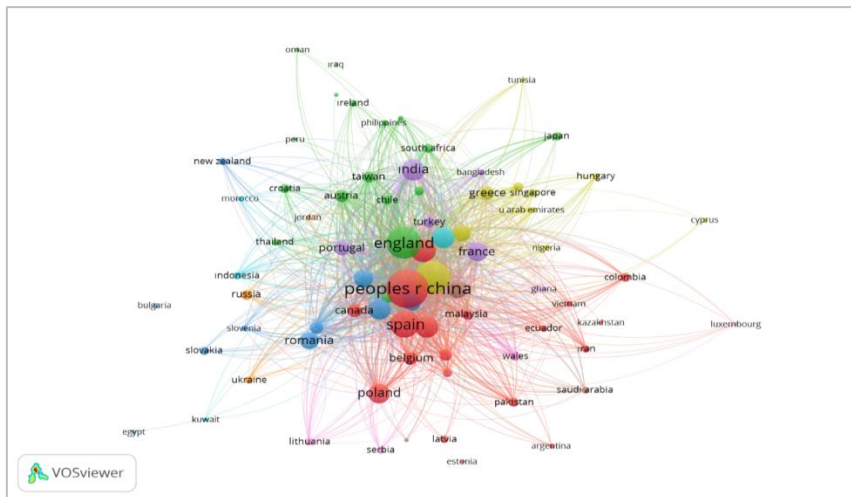 oman
iraq
tunisia
ireland
philippines
japan
peru
south africa
new zealand
india
bangladesh
hungary
taiwan
croatia
austria
chile
greece
singapore
morocco
jordan
turkey
u arab emirates
cyprus
thailand
portugal
england
france
nigeria
indonesia
colombia
russia
peoples r china
ghana
bulgaria
vietnam
canada
malaysia
kazakhstan
luxembourg
slovenia
spain
ecuador
romania
slovakia
iran
belgium
wales
ukraine
poland
saudi arabia
pakistan
kuwait
egypt
lithuania
serbia
latvia
argentina
estonia
VOSviewer